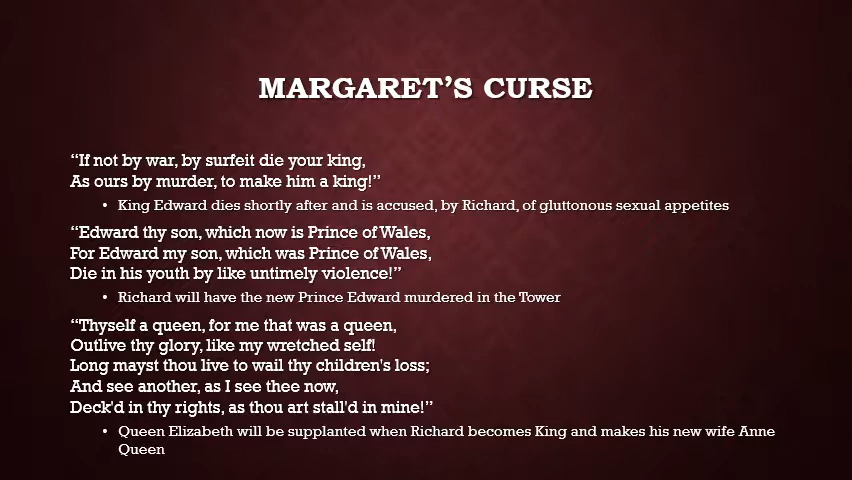 MARGARET’S CURSE
“If not by war, by surfeit die your king,
As ours by murder, to make him a king!”
• King Edward dies shortly after and is accused, by Richard, of gluttonous sexual appetites
“Edward thy son, which now is Prince of Wales,
For Edward my son, which was Prince of Wales,
Die in his youth by like untimely violence!”
• Richard will have the new Prince Edward murdered in the Tower
“Thyself a queen, for me that was a queen,
Outlive thy glory, like my wretched self!
Long mayst thou live to wail thy children's loss;
And see another, as I see thee now,
Deck'd in thy rights, as thou art stall'd in mine!”
• Queen Elizabeth will be supplanted when Richard becomes King and makes his new wife Anne
Queen